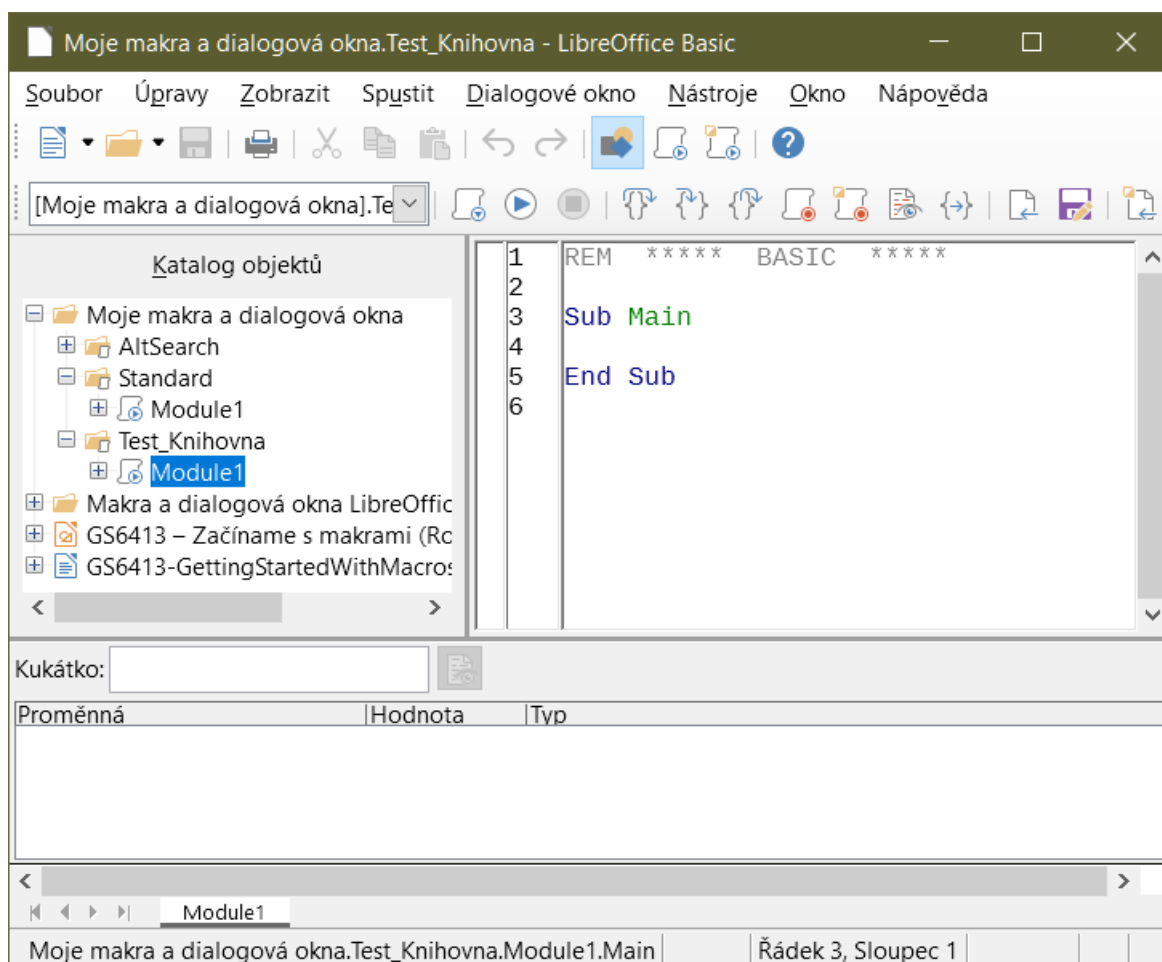 Moje makra a dialogová okna.Test_Knihovna - LibreOffice Basic
Soubor Úpravy Zobrazit Spustit Dialogové okno Nástroje Okno Nápověda
[Moje makra a dialogová okna].Te
Katalog objektů
Moje makra a dialogová okna
AltSearch
Standard
Module1
Test_Knihovna
Module1
Makra a dialogová okna LibreOffic
GS6413 – Začíname s makrami (Ro
GS6413-GettingStartedWithMacros
1 REM ***** BASIC *****
2
3 Sub Main
4
5 End Sub
6
Kukátko:
Proměnná Hodnota Typ
Module1
Moje makra a dialogová okna.Test_Knihovna.Module1.Main Řádek 3, Sloupec 1